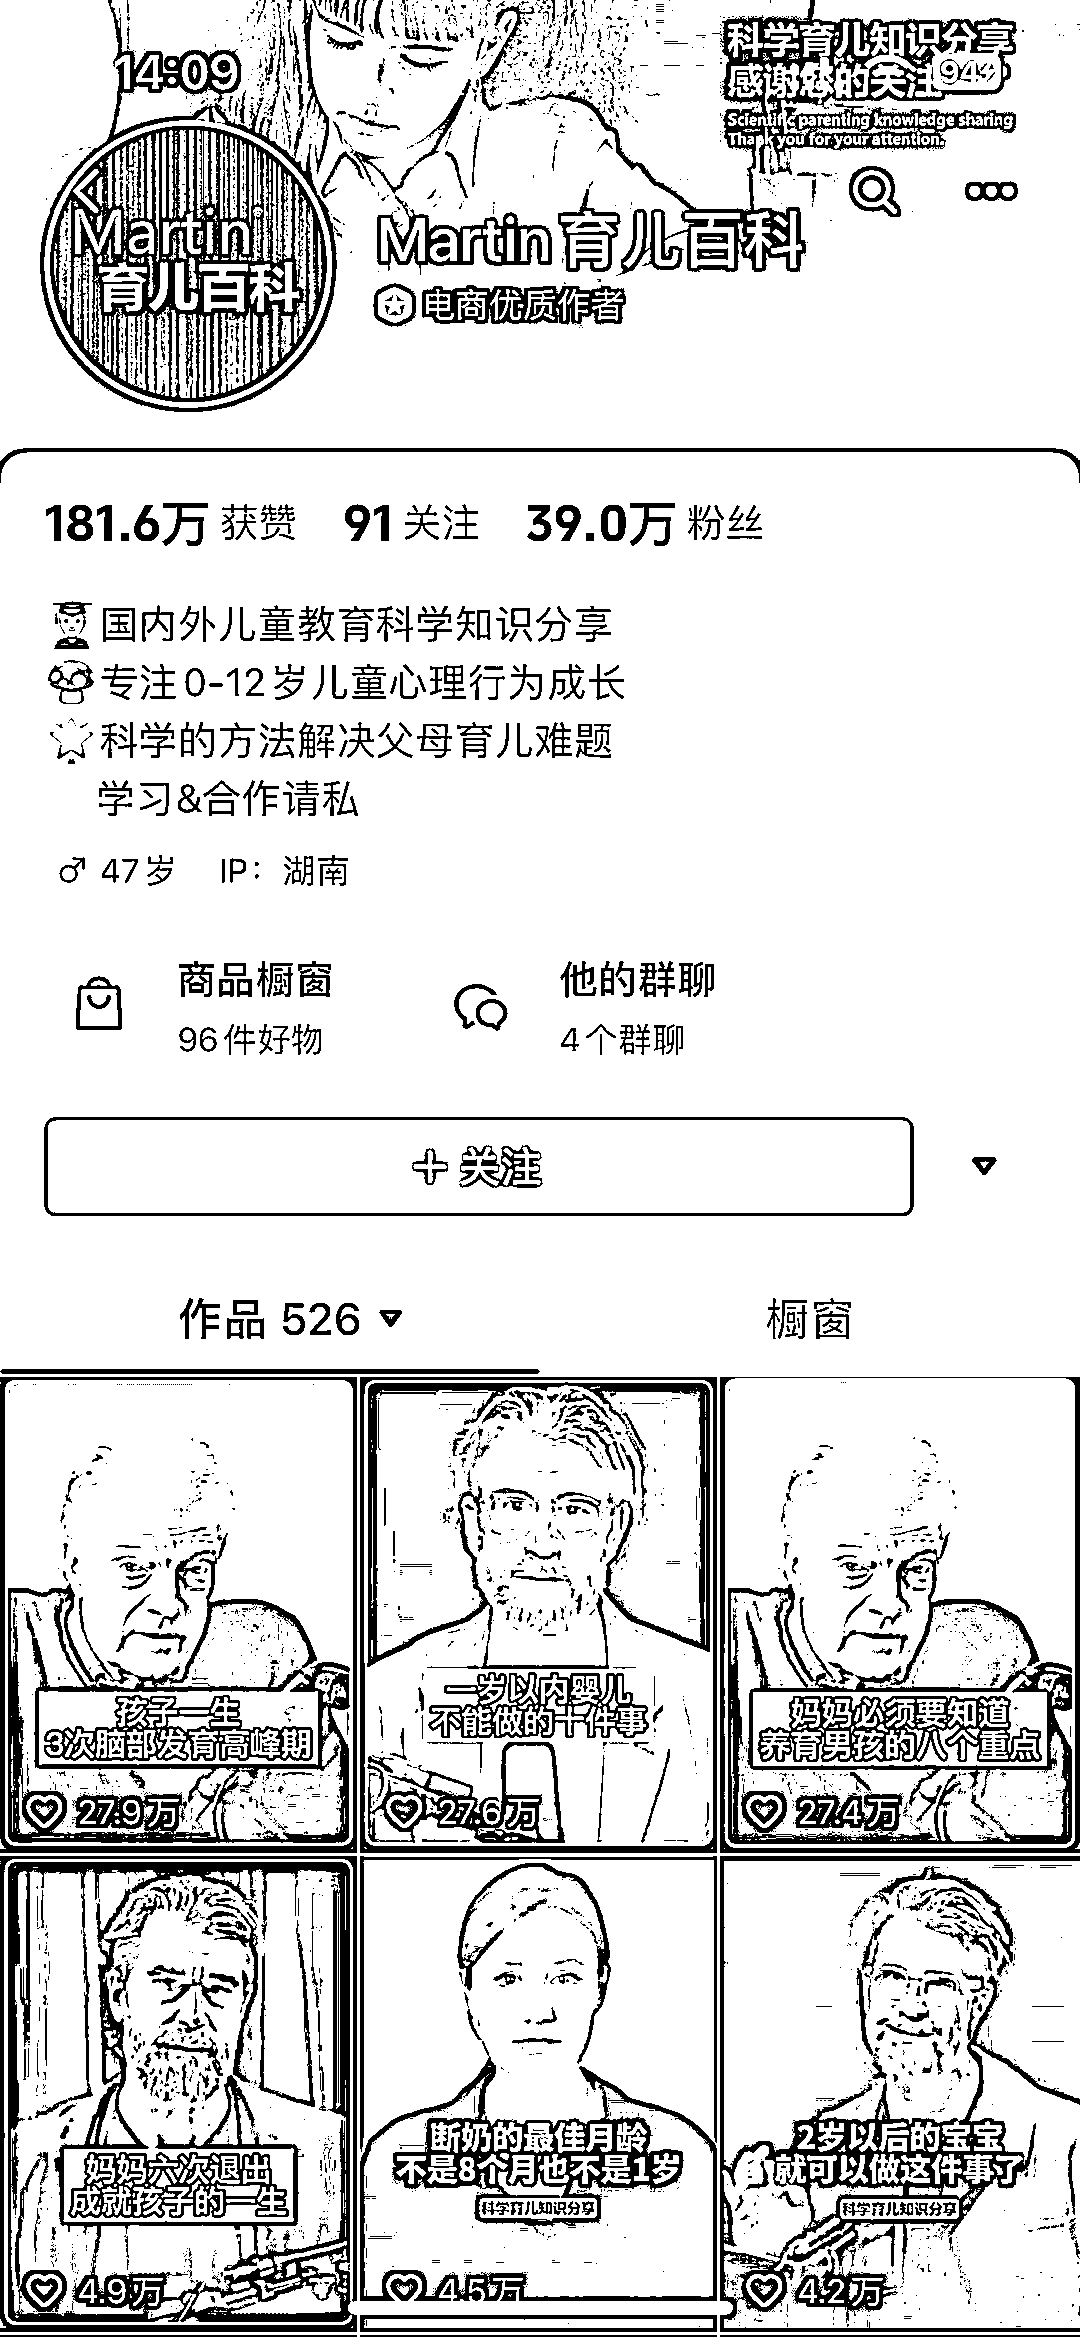 科学育儿知识分享
14:09
感谢您的关注
94
Scientific parenting knowledge sharing
Thank you for your attention.
Martin
育儿百科
Martin育儿百科
电商优质作者
181.6万 获赞 91 关注 39.0万 粉丝
国内外儿童教育科学知识分享
专注0-12岁儿童心理行为成长
科学的方法解决父母育儿难题
学习&合作请私
♂ 47岁 IP：湖南
商品橱窗
96件好物
他的群聊
4个群聊
+ 关注
作品 526 橱窗
孩子一生
3次脑部发育高峰期
27.9万
一岁以内婴儿
不能做的十件事
27.6万
妈妈必须要知道
养育男孩的八个重点
27.4万
妈妈六次退出
成就孩子的一生
4.9万
断奶的最佳月龄
不是8个月也不是1岁
科学育儿知识分享
4.5万
2岁以后的宝宝
就可以做这件事了
科学育儿知识分享
4.2万